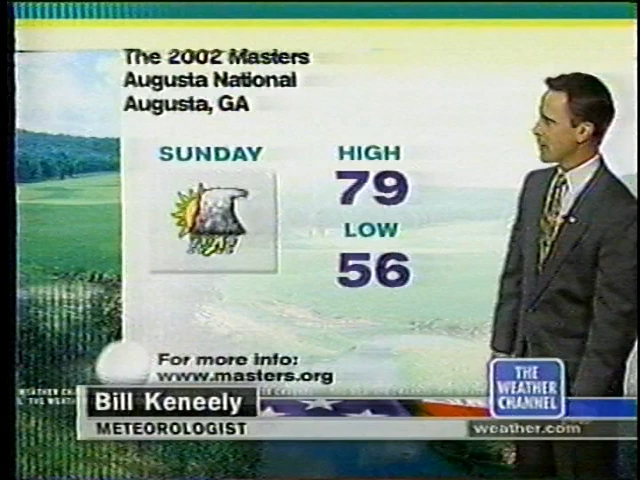 The 2002 Masters
Augusta National
Augusta, GA
SUNDAY
HIGH
79
LOW
56
For more info:
www.masters.org
Bill Keneely
METEOROLOGIST
THE
WEATHER
CHANNEL
weather.com